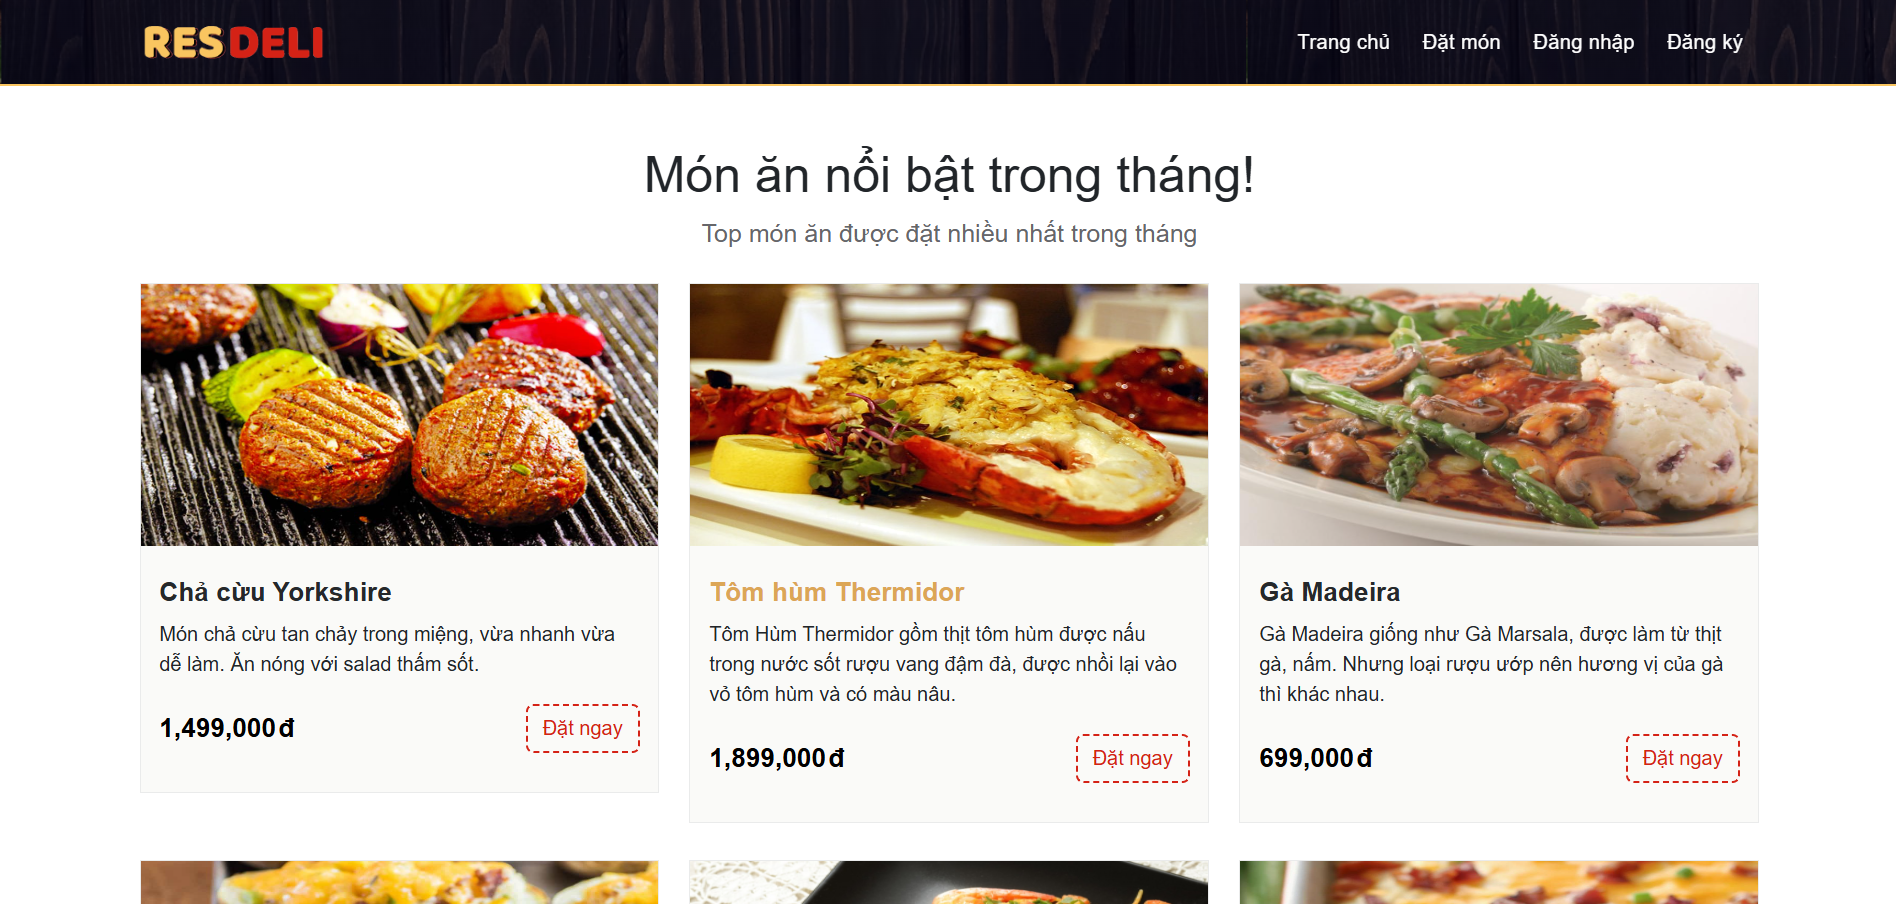 RES DELI
Trang chủ Đặt món Đăng nhập Đăng ký
Món ăn nổi bật trong tháng!
Top món ăn được đặt nhiều nhất trong tháng
Chả cừu Yorkshire
Món chả cừu tan chảy trong miệng, vừa nhanh vừa
dễ làm. Ăn nóng với salad thấm sốt.
1,499,000đ Đặt ngay
Tôm hùm Thermidor
Tôm Hùm Thermidor gồm thịt tôm hùm được nấu
trong nước sốt rượu vang đậm đà, được nhồi lại vào
vỏ tôm hùm và có màu nâu.
1,899,000đ Đặt ngay
Gà Madeira
Gà Madeira giống như Gà Marsala, được làm từ thịt
gà, nấm. Nhưng loại rượu ướp nên hương vị của gà
thì khác nhau.
699,000đ Đặt ngay